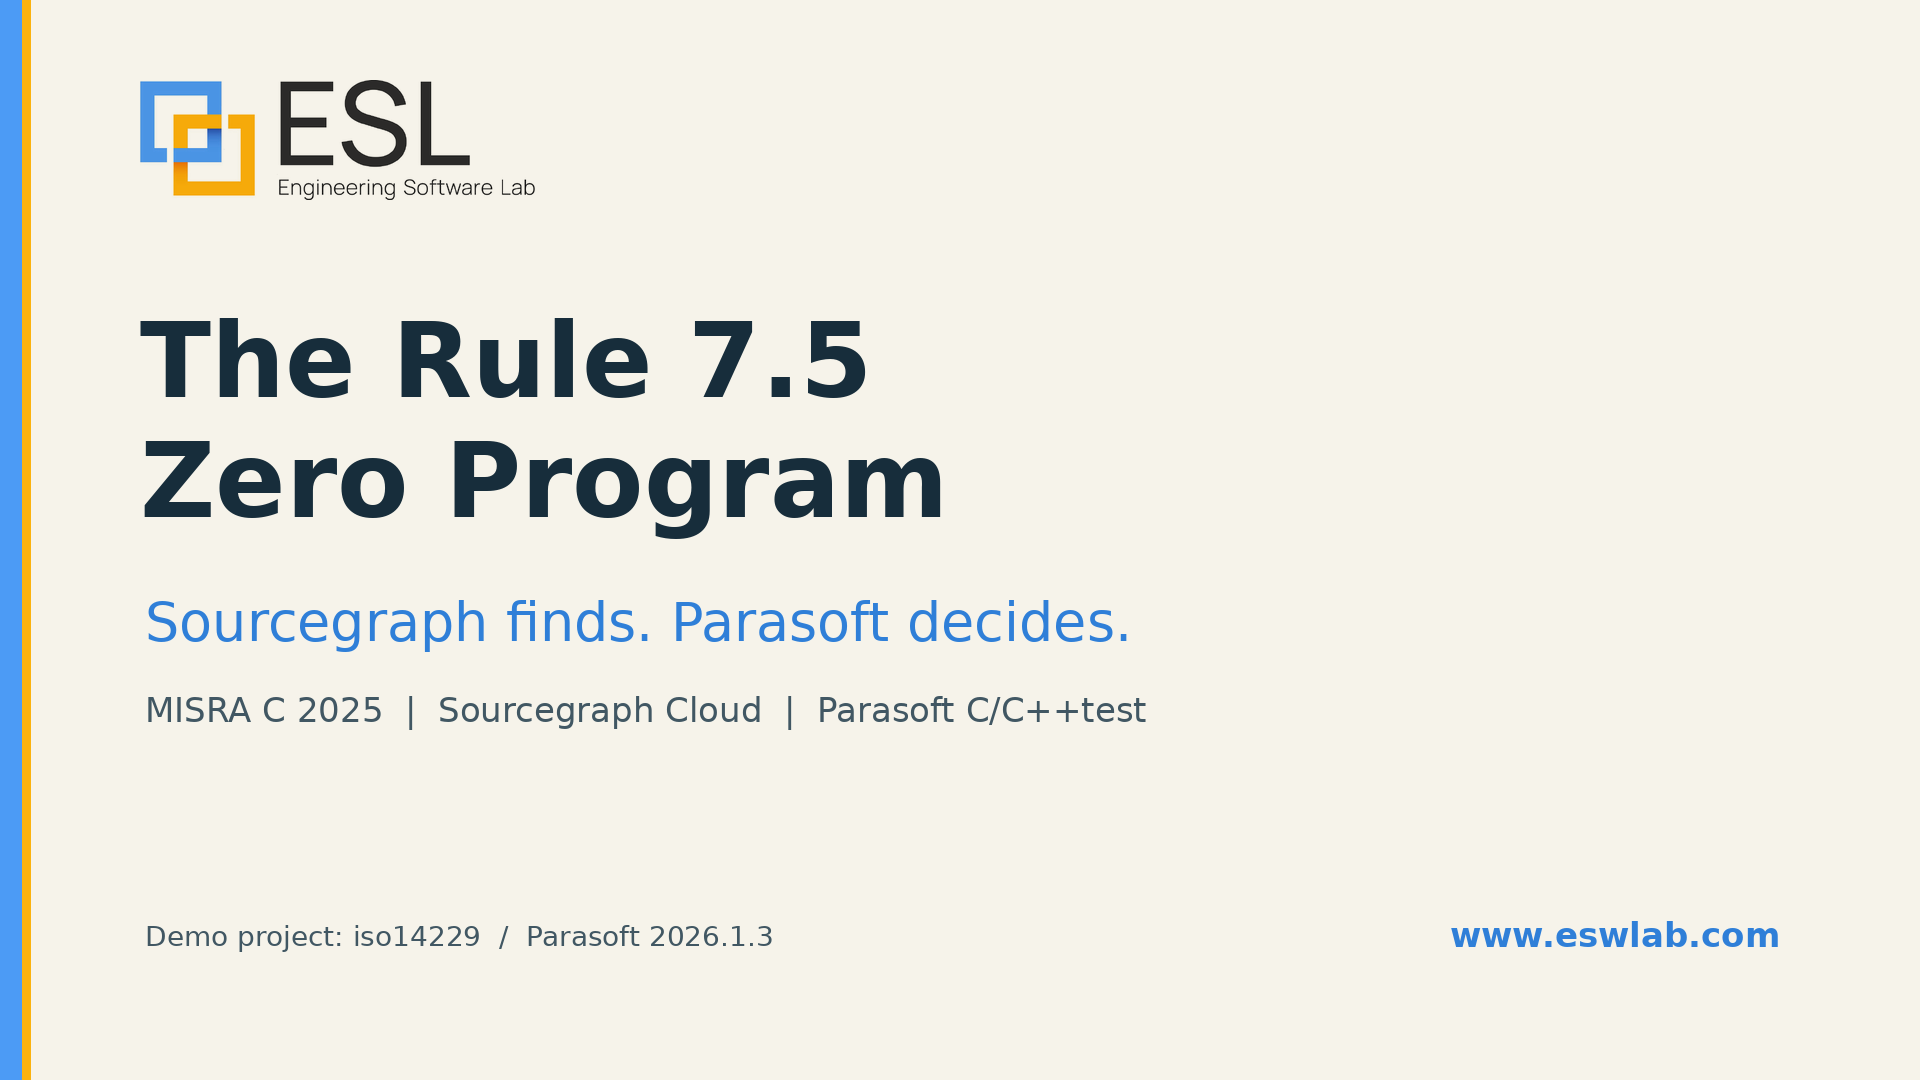 ESL
Engineering Software Lab
The Rule 7.5
Zero Program
Sourcegraph finds. Parasoft decides.
MISRA C 2025 | Sourcegraph Cloud | Parasoft C/C++test
Demo project: iso14229 / Parasoft 2026.1.3
www.eswlab.com